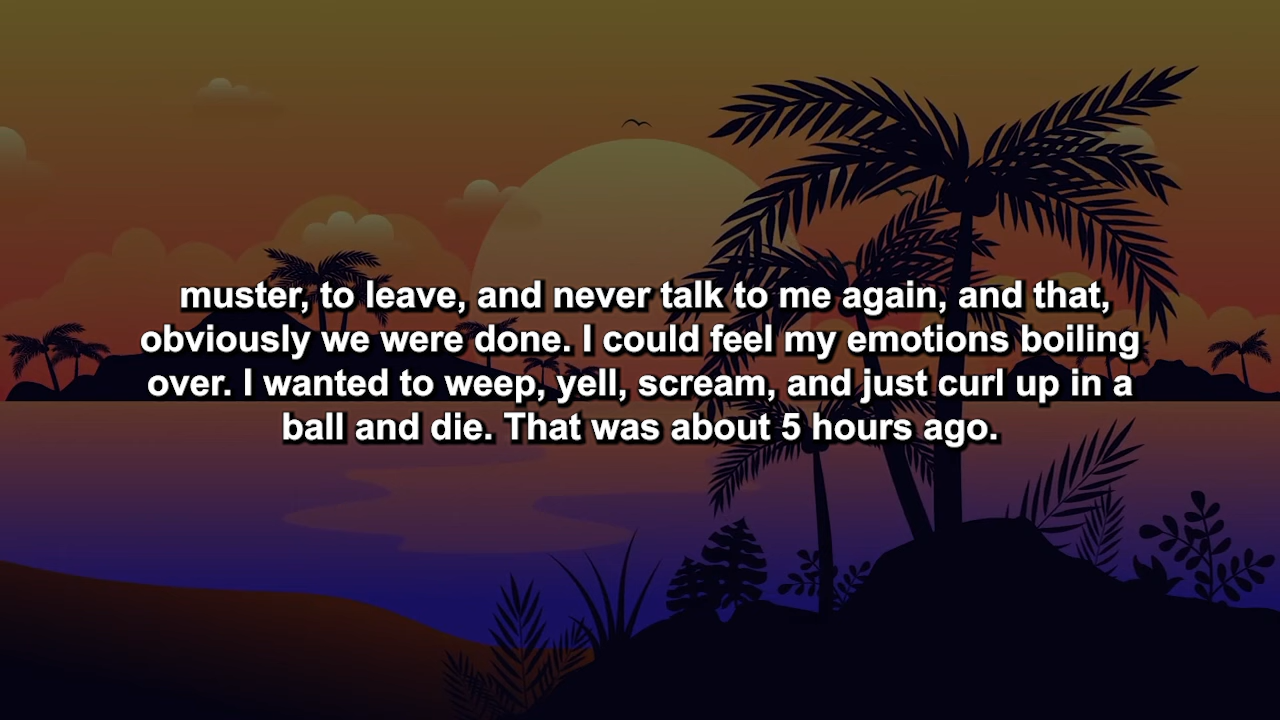 muster, to leave, and never talk to me again, and that,
obviously we were done. I could feel my emotions boiling
over. I wanted to weep, yell, scream, and just curl up in a
ball and die. That was about 5 hours ago.